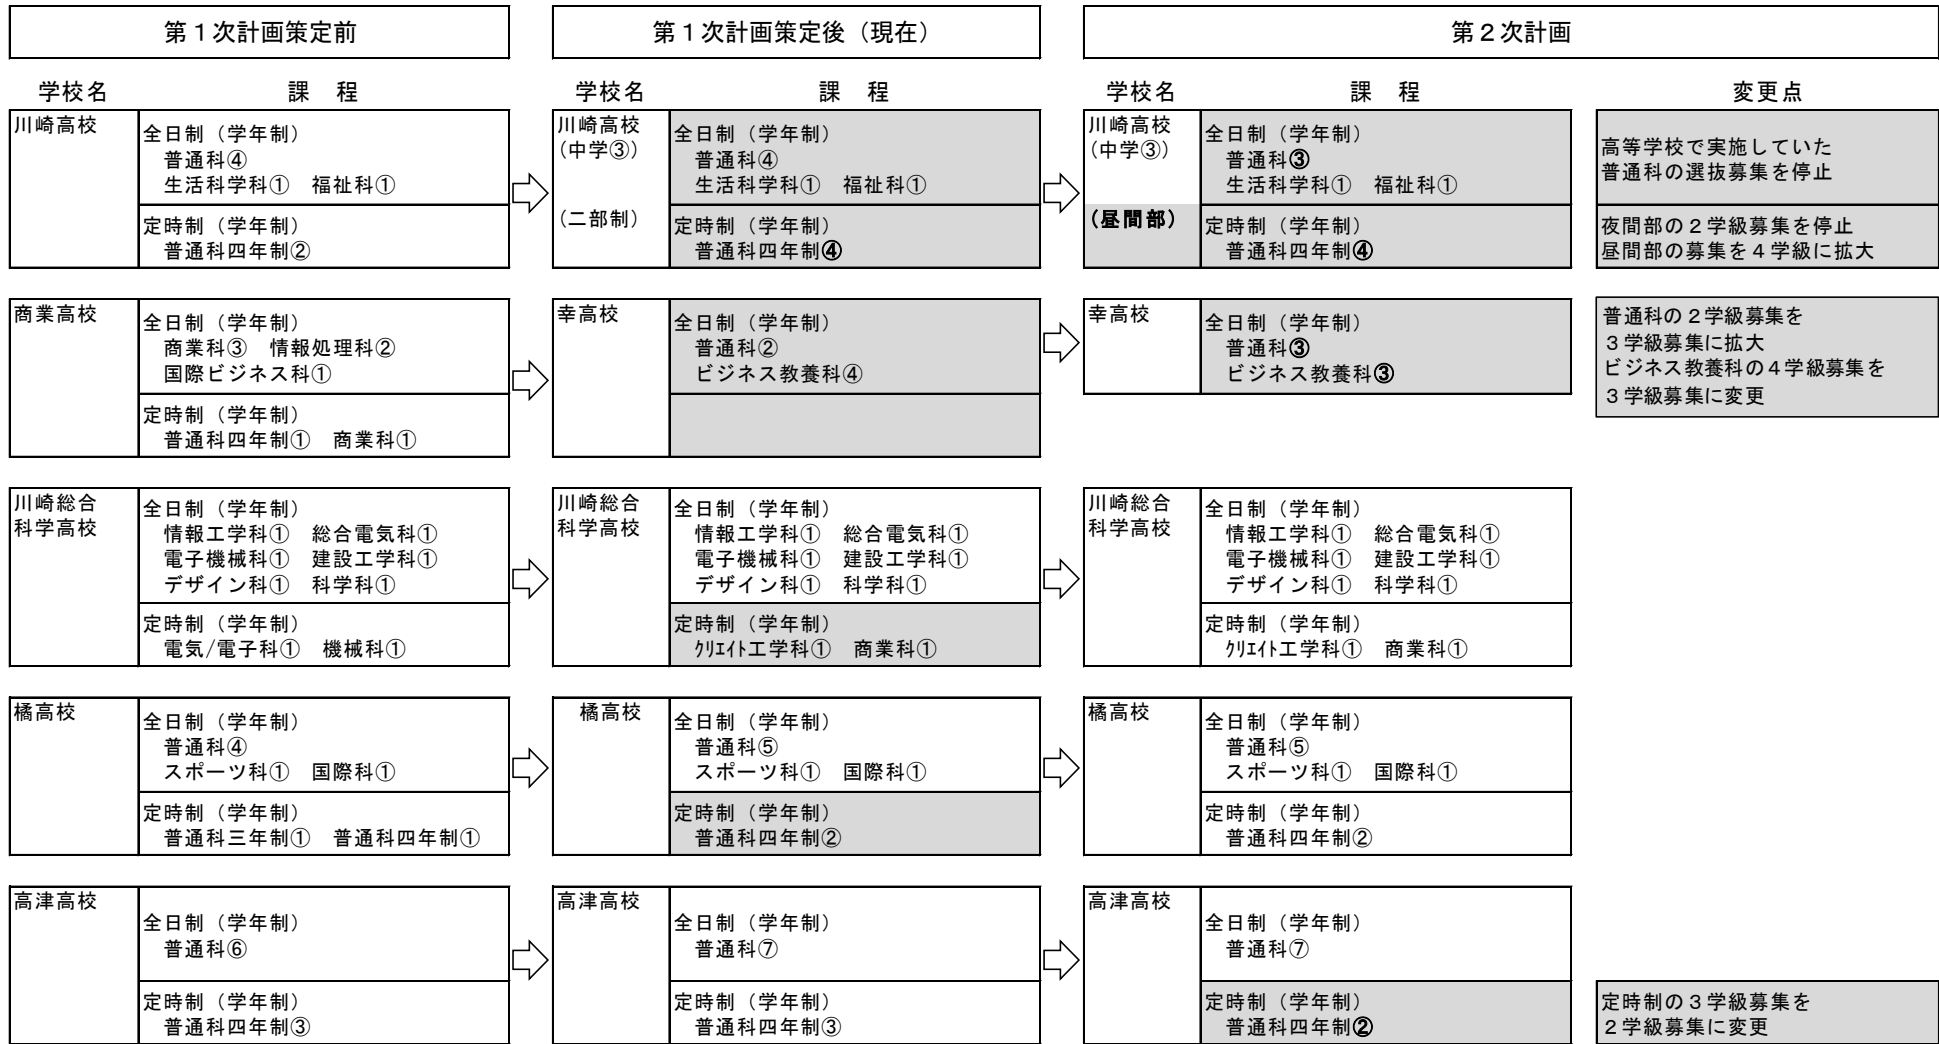 第１次計画策定前
第１次計画策定後（現在）
第２次計画
学校名　課　程
学校名　課　程
学校名　課　程　変更点
川崎高校
全日制（学年制）
普通科④
生活科学科①　福祉科①
定時制（学年制）
普通科四年制②
川崎高校
（中学③）
（二部制）
全日制（学年制）
普通科④
生活科学科①　福祉科①
定時制（学年制）
普通科四年制④
川崎高校
（中学③）
（昼間部）
全日制（学年制）
普通科③
生活科学科①　福祉科①
定時制（学年制）
普通科四年制④
高等学校で実施していた
普通科の選抜募集を停止
夜間部の２学級募集を停止
昼間部の募集を４学級に拡大
商業高校
全日制（学年制）
商業科③　情報処理科②
国際ビジネス科①
定時制（学年制）
普通科四年制①　商業科①
幸高校
全日制（学年制）
普通科②
ビジネス教養科④
幸高校
全日制（学年制）
普通科③
ビジネス教養科③
普通科の２学級募集を
３学級募集に拡大
ビジネス教養科の４学級募集を
３学級募集に変更
川崎総合
科学高校
全日制（学年制）
情報工学科①　総合電気科①
電子機械科①　建設工学科①
デザイン科①　科学科①
定時制（学年制）
電気/電子科①　機械科①
川崎総合
科学高校
全日制（学年制）
情報工学科①　総合電気科①
電子機械科①　建設工学科①
デザイン科①　科学科①
定時制（学年制）
ｸﾘｴｲﾄ工学科①　商業科①
川崎総合
科学高校
全日制（学年制）
情報工学科①　総合電気科①
電子機械科①　建設工学科①
デザイン科①　科学科①
定時制（学年制）
ｸﾘｴｲﾄ工学科①　商業科①
橘高校
全日制（学年制）
普通科④
スポーツ科①　国際科①
定時制（学年制）
普通科三年制①　普通科四年制①
橘高校
全日制（学年制）
普通科⑤
スポーツ科①　国際科①
定時制（学年制）
普通科四年制②
橘高校
全日制（学年制）
普通科⑤
スポーツ科①　国際科①
定時制（学年制）
普通科四年制②
高津高校
全日制（学年制）
普通科⑥
定時制（学年制）
普通科四年制③
高津高校
全日制（学年制）
普通科⑦
定時制（学年制）
普通科四年制③
高津高校
全日制（学年制）
普通科⑦
定時制（学年制）
普通科四年制②
定時制の３学級募集を
２学級募集に変更